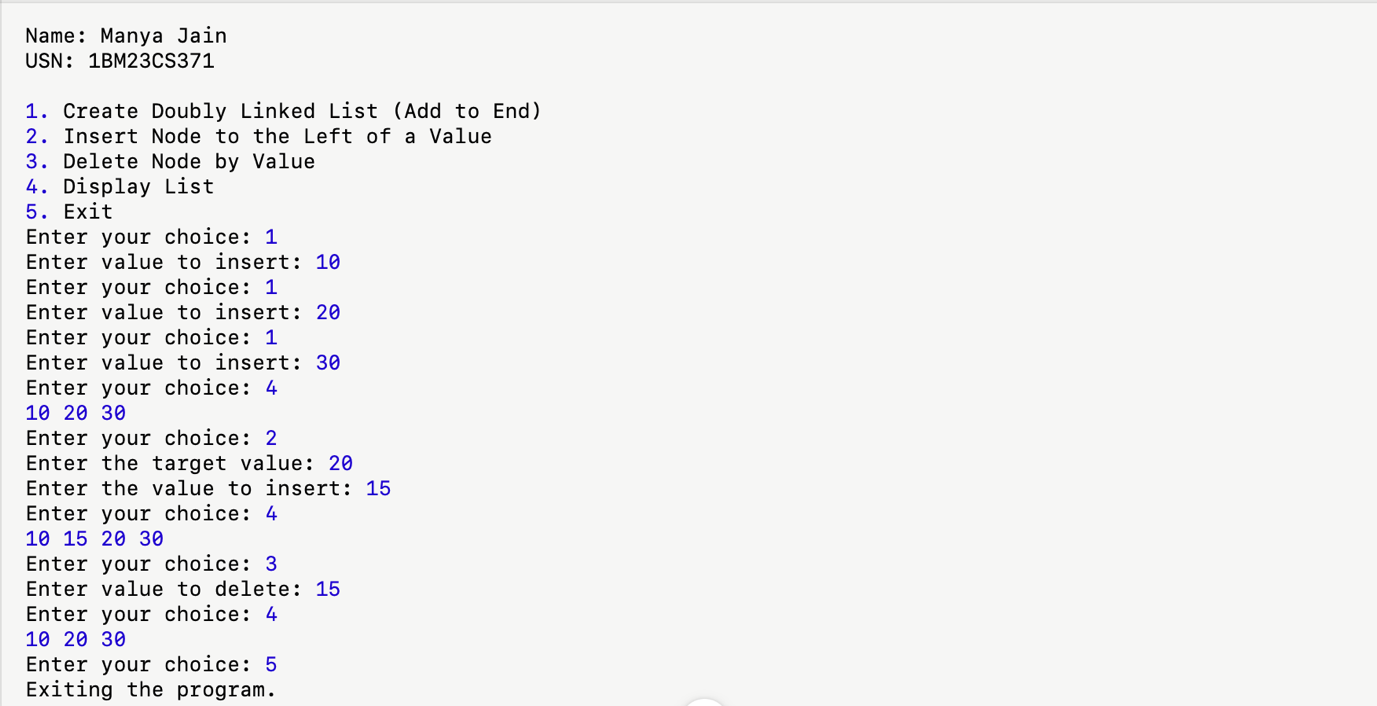 Name: Manya Jain
USN: 1BM23CS371
1. Create Doubly Linked List (Add to End)
2. Insert Node to the Left of a Value
3. Delete Node by Value
4. Display List
5. Exit
Enter your choice: 1
Enter value to insert: 10
Enter your choice: 1
Enter value to insert: 20
Enter your choice: 1
Enter value to insert: 30
Enter your choice: 4
10 20 30
Enter your choice: 2
Enter the target value: 20
Enter the value to insert: 15
Enter your choice: 4
10 15 20 30
Enter your choice: 3
Enter value to delete: 15
Enter your choice: 4
10 20 30
Enter your choice: 5
Exiting the program.